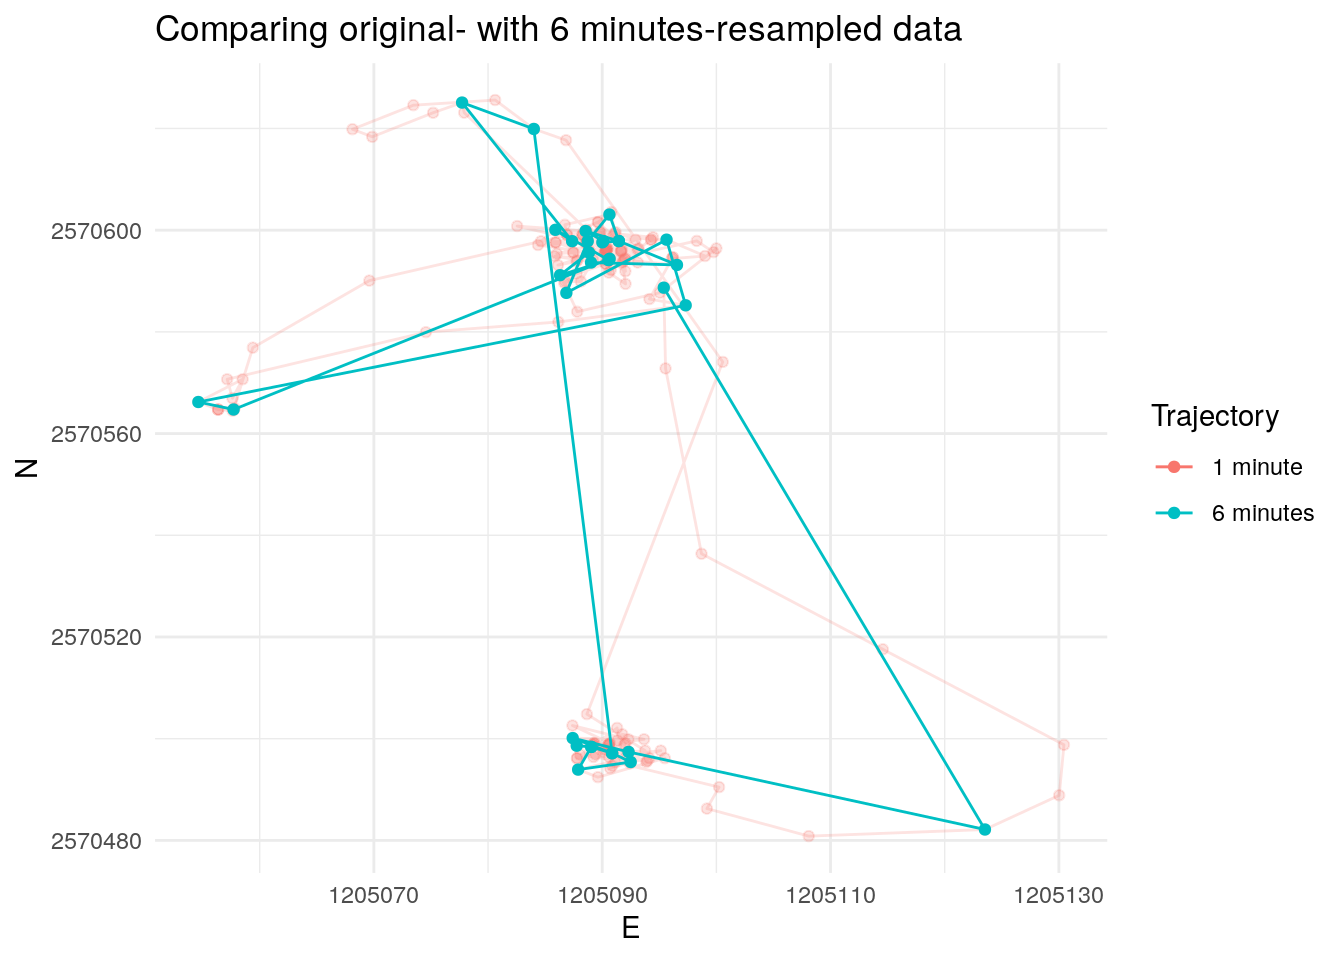 Comparing original- with 6 minutes-resampled data
2570600
2570560
2570520
2570480
N
1205070
1205090
1205110
1205130
E
Trajectory
1 minute
6 minutes